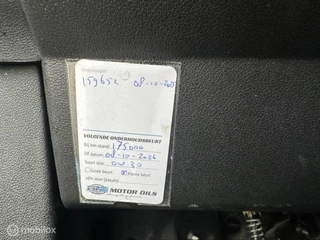 159652 08-10-2025
VOLGENDE ONDERHOUDSBEURT
Bij km-stand: 175000
Of datum: 08-10-2026
Soort olie: 0W30
Grote beurt Kleine beurt
MOTOR OILS
Marktplaats